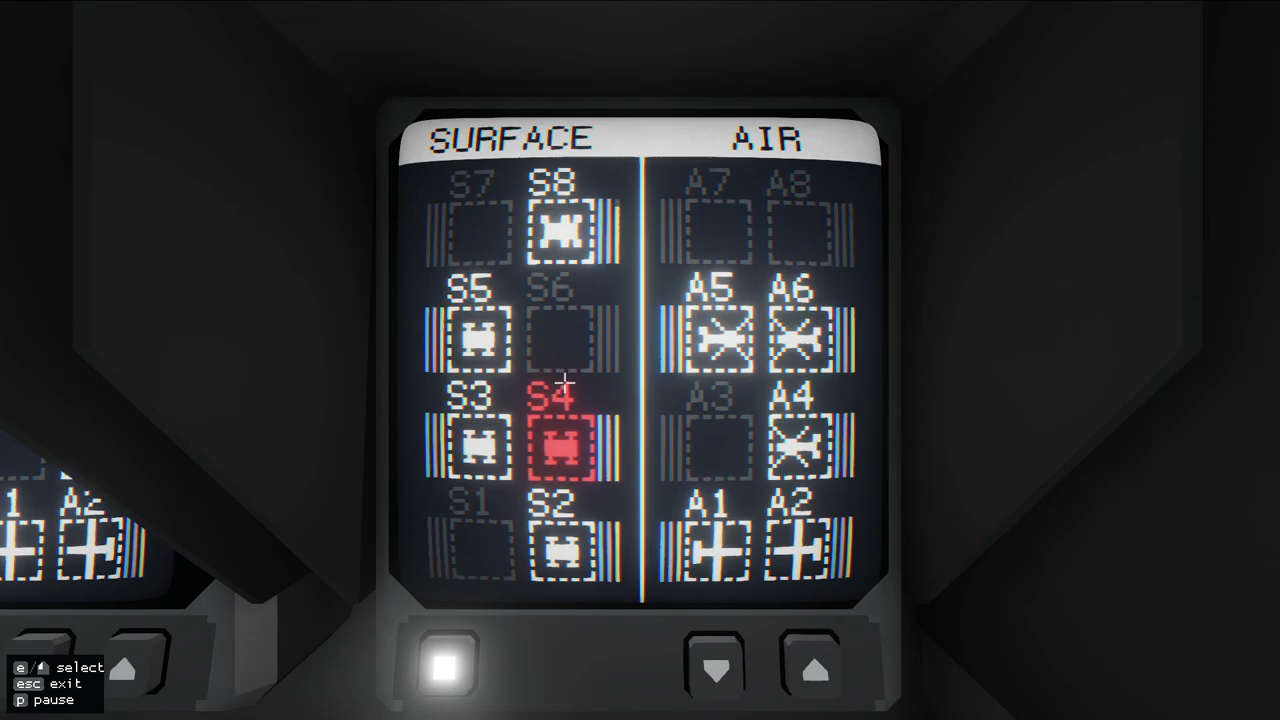 SURFACE AIR
S7 S8 A7 A8
S5 S6 A5 A6
S3 S4 A3 A4
S1 S2 A1 A2
1 A2
e / select
esc exit
p pause